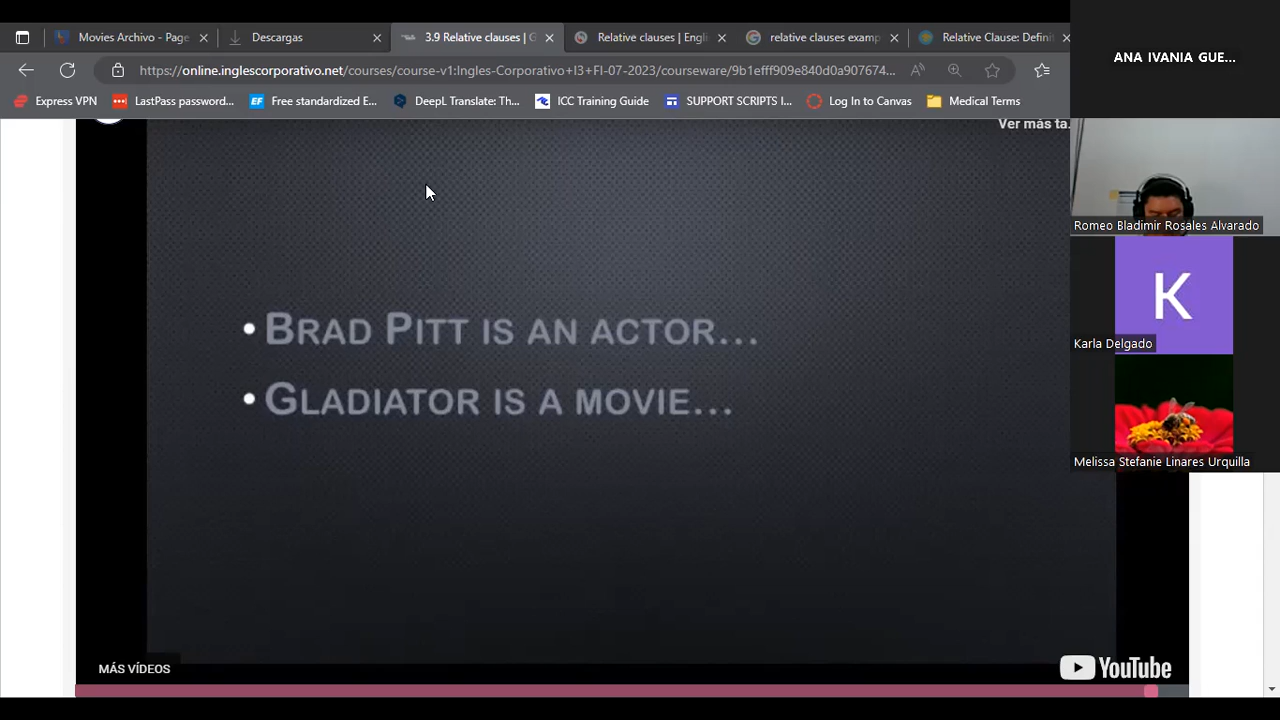 Movies Archivo - Page
Descargas
3.9 Relative clauses | G
Relative clauses | Engli
relative clauses examp
Relative Clause: Defini
https://online.inglescorporativo.net/courses/course-v1:Ingles-Corporativo+I3+FI-07-2023/courseware/9b1efff909e840d0a907674...
Express VPN
LastPass password...
EF Free standardized E...
DeepL Translate: Th...
ICC Training Guide
SUPPORT SCRIPTS I...
Log In to Canvas
Medical Terms
ANA IVANIA GUE...
Ver más ta.
Romeo Bladimir Rosales Alvarado
K
Karla Delgado
Melissa Stefanie Linares Urquilla
• BRAD PITT IS AN ACTOR...
• GLADIATOR IS A MOVIE...
MÁS VÍDEOS
YouTube